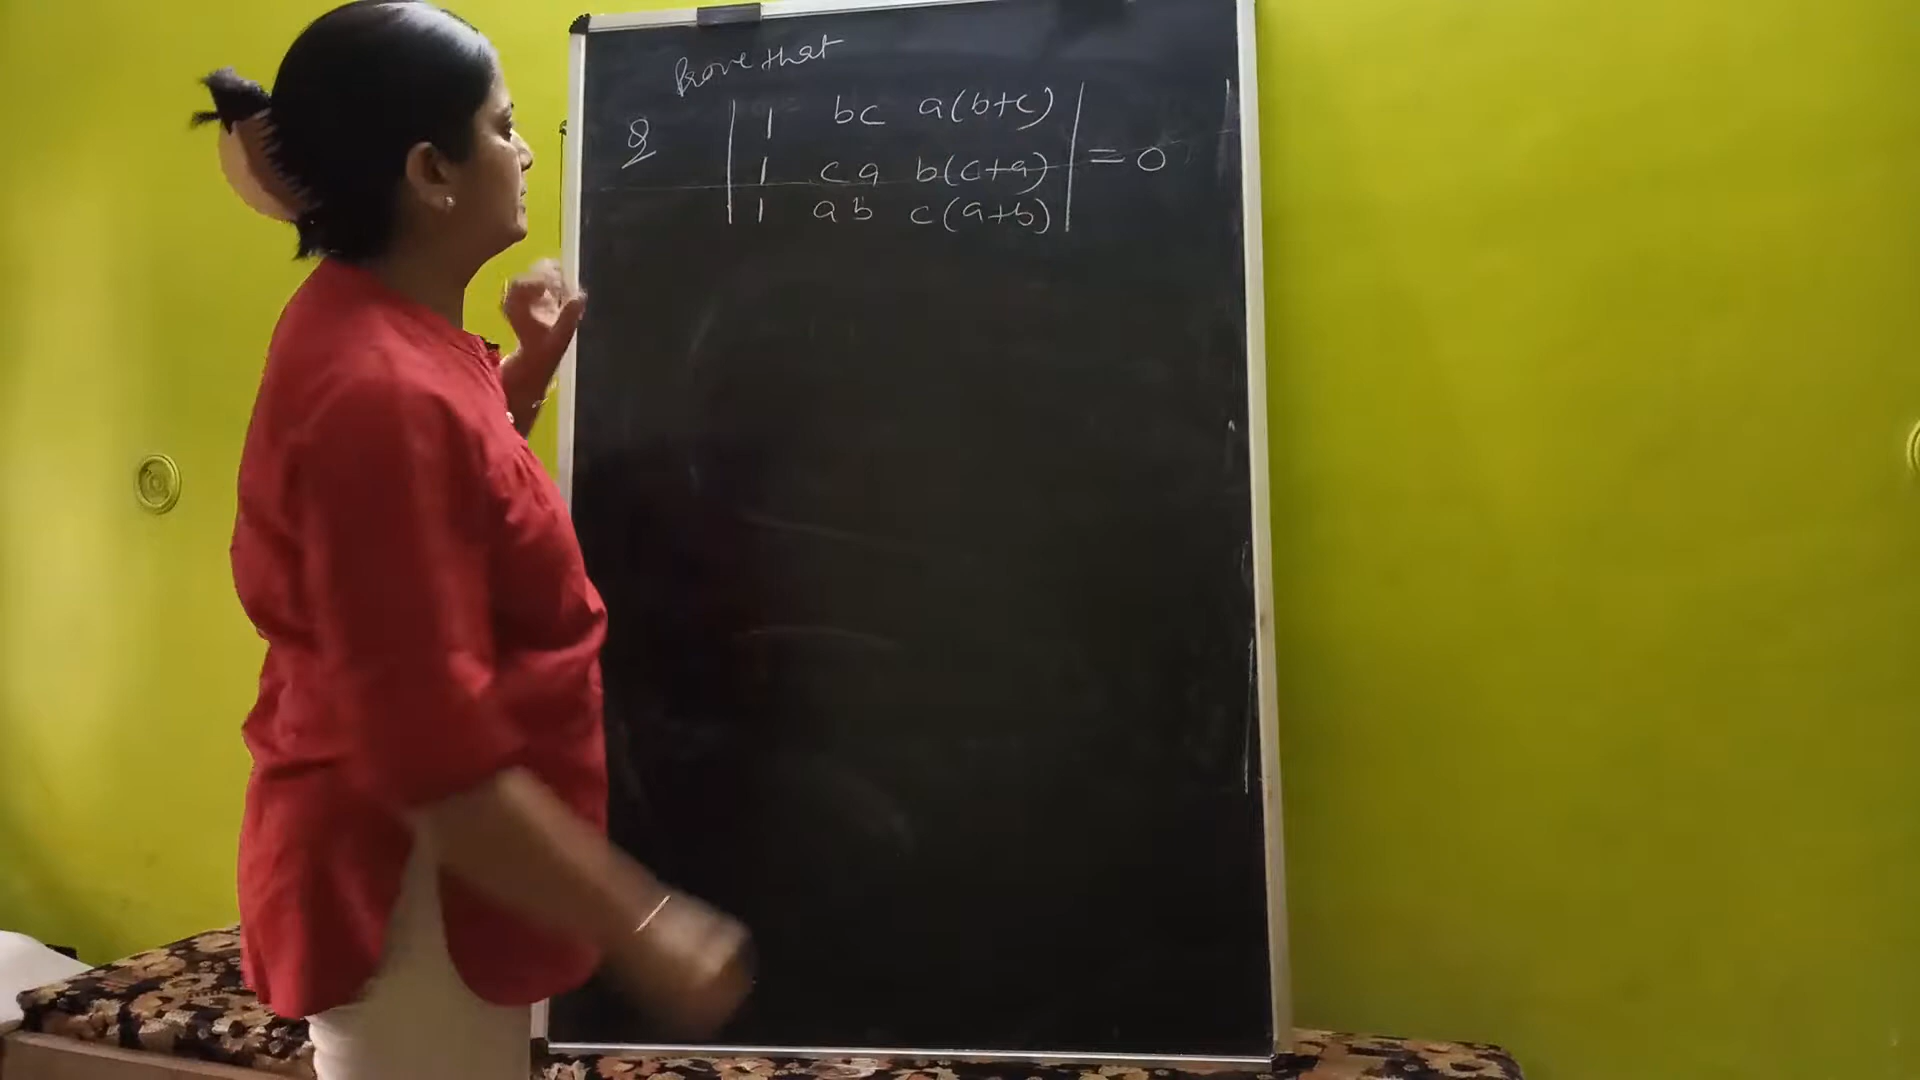 Prove that
Q | 1 bc a(b+c) |
| 1 ca b(c+a) | = 0
| 1 ab c(a+b) |